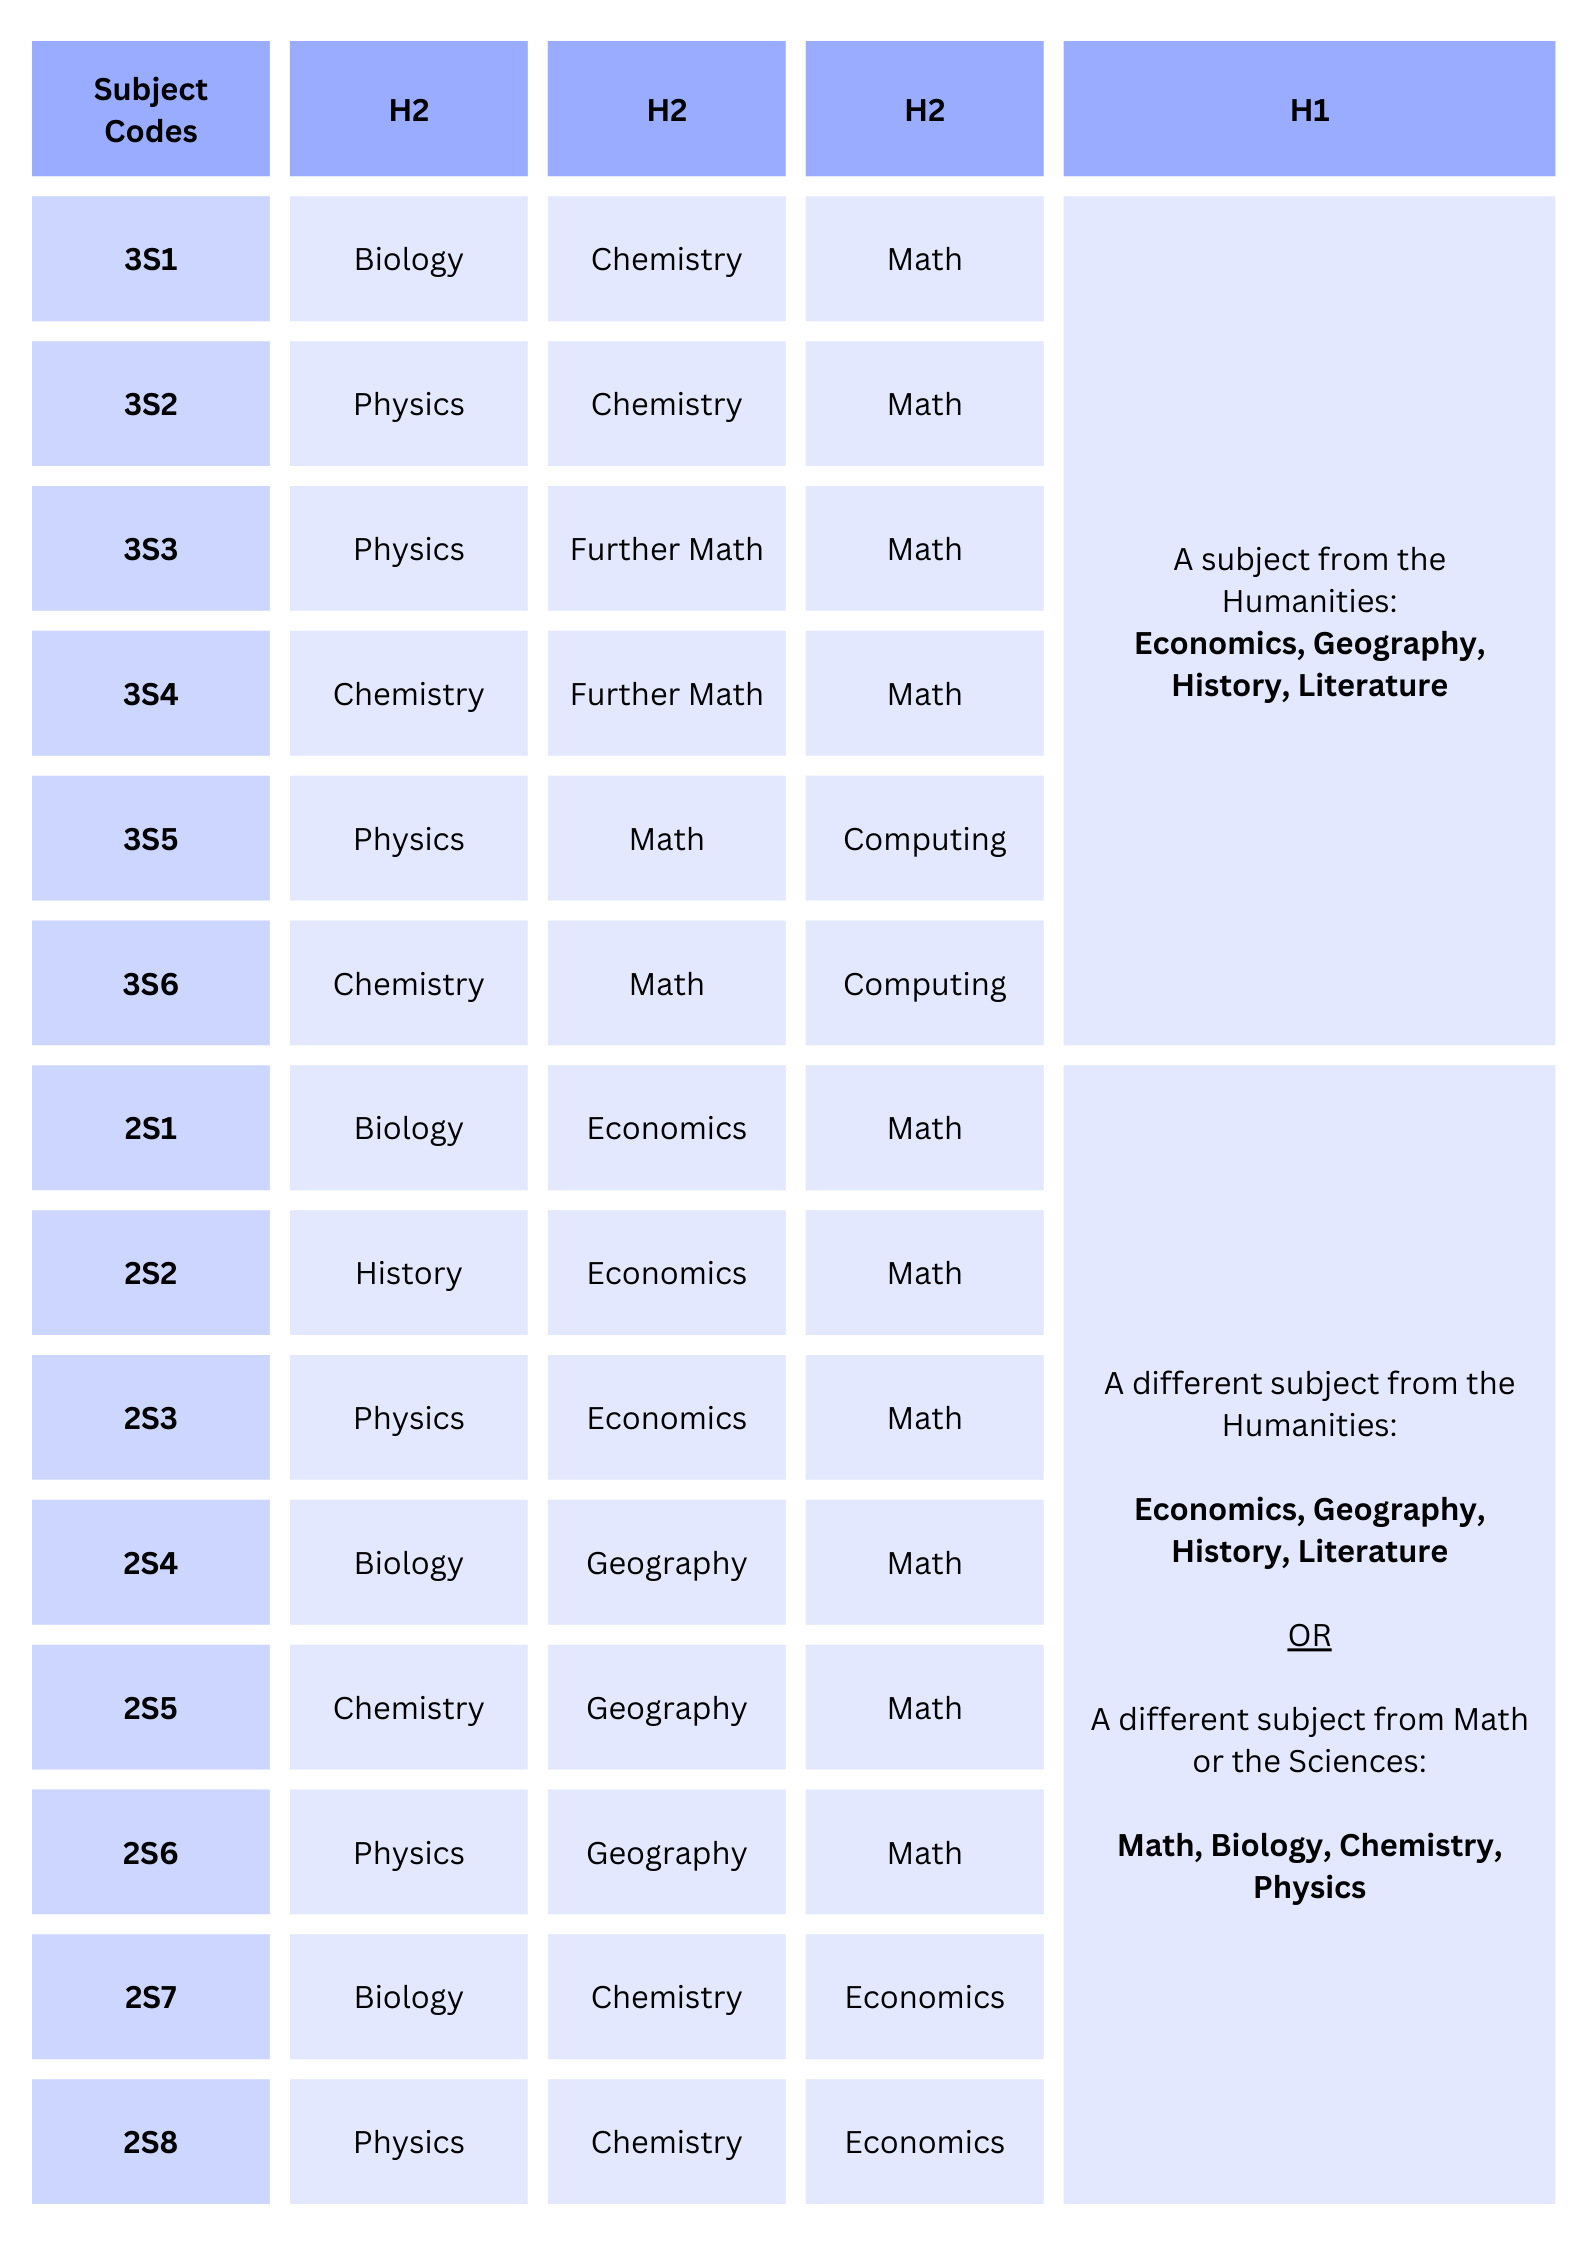 Subject
Codes
H2
H2
H2
H1
3S1
Biology
Chemistry
Math
3S2
Physics
Chemistry
Math
3S3
Physics
Further Math
Math
3S4
Chemistry
Further Math
Math
3S5
Physics
Math
Computing
3S6
Chemistry
Math
Computing
A subject from the
Humanities:
Economics, Geography,
History, Literature
2S1
Biology
Economics
Math
2S2
History
Economics
Math
2S3
Physics
Economics
Math
2S4
Biology
Geography
Math
2S5
Chemistry
Geography
Math
2S6
Physics
Geography
Math
2S7
Biology
Chemistry
Economics
2S8
Physics
Chemistry
Economics
A different subject from the
Humanities:
Economics, Geography,
History, Literature
OR
A different subject from Math
or the Sciences:
Math, Biology, Chemistry,
Physics